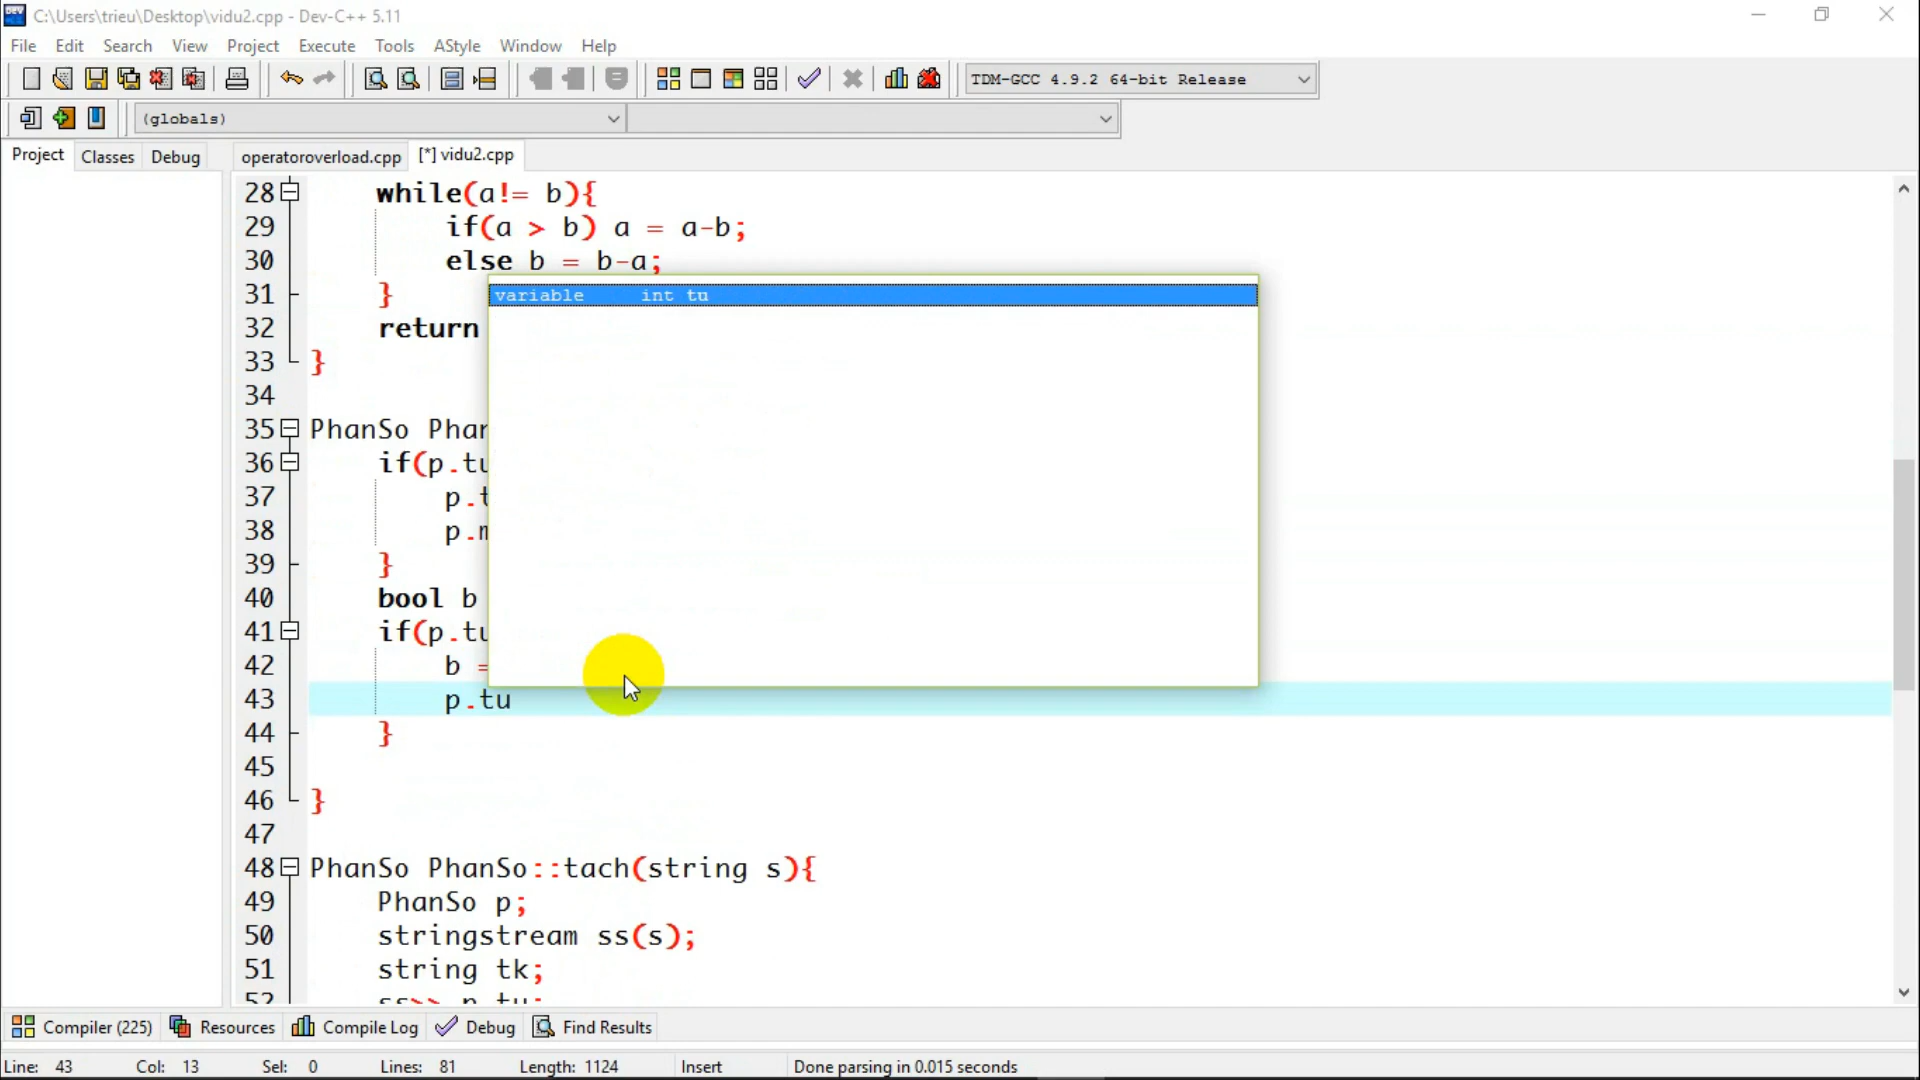 C:\Users\trieu\Desktop\vidu2.cpp - Dev-C++ 5.11
File Edit Search View Project Execute Tools AStyle Window Help
TDM-GCC 4.9.2 64-bit Release
(globals)
Project Classes Debug operatoroverload.cpp [*] vidu2.cpp
28 while(a!= b){
29 if(a > b) a = a-b;
30 else b = b-a;
31 }
variable int tu
32 return
33 }
34
35 PhanSo Phan
36 if(p.tu
37 p.t
38 p.m
39 }
40 bool b
41 if(p.tu
42 b =
43 p.tu
44 }
45
46 }
47
48 PhanSo PhanSo::tach(string s){
49 PhanSo p;
50 stringstream ss(s);
51 string tk;
52 ss>> p.tu;
Compiler (225) Resources Compile Log Debug Find Results
Line: 43 Col: 13 Sel: 0 Lines: 81 Length: 1124 Insert Done parsing in 0.015 seconds